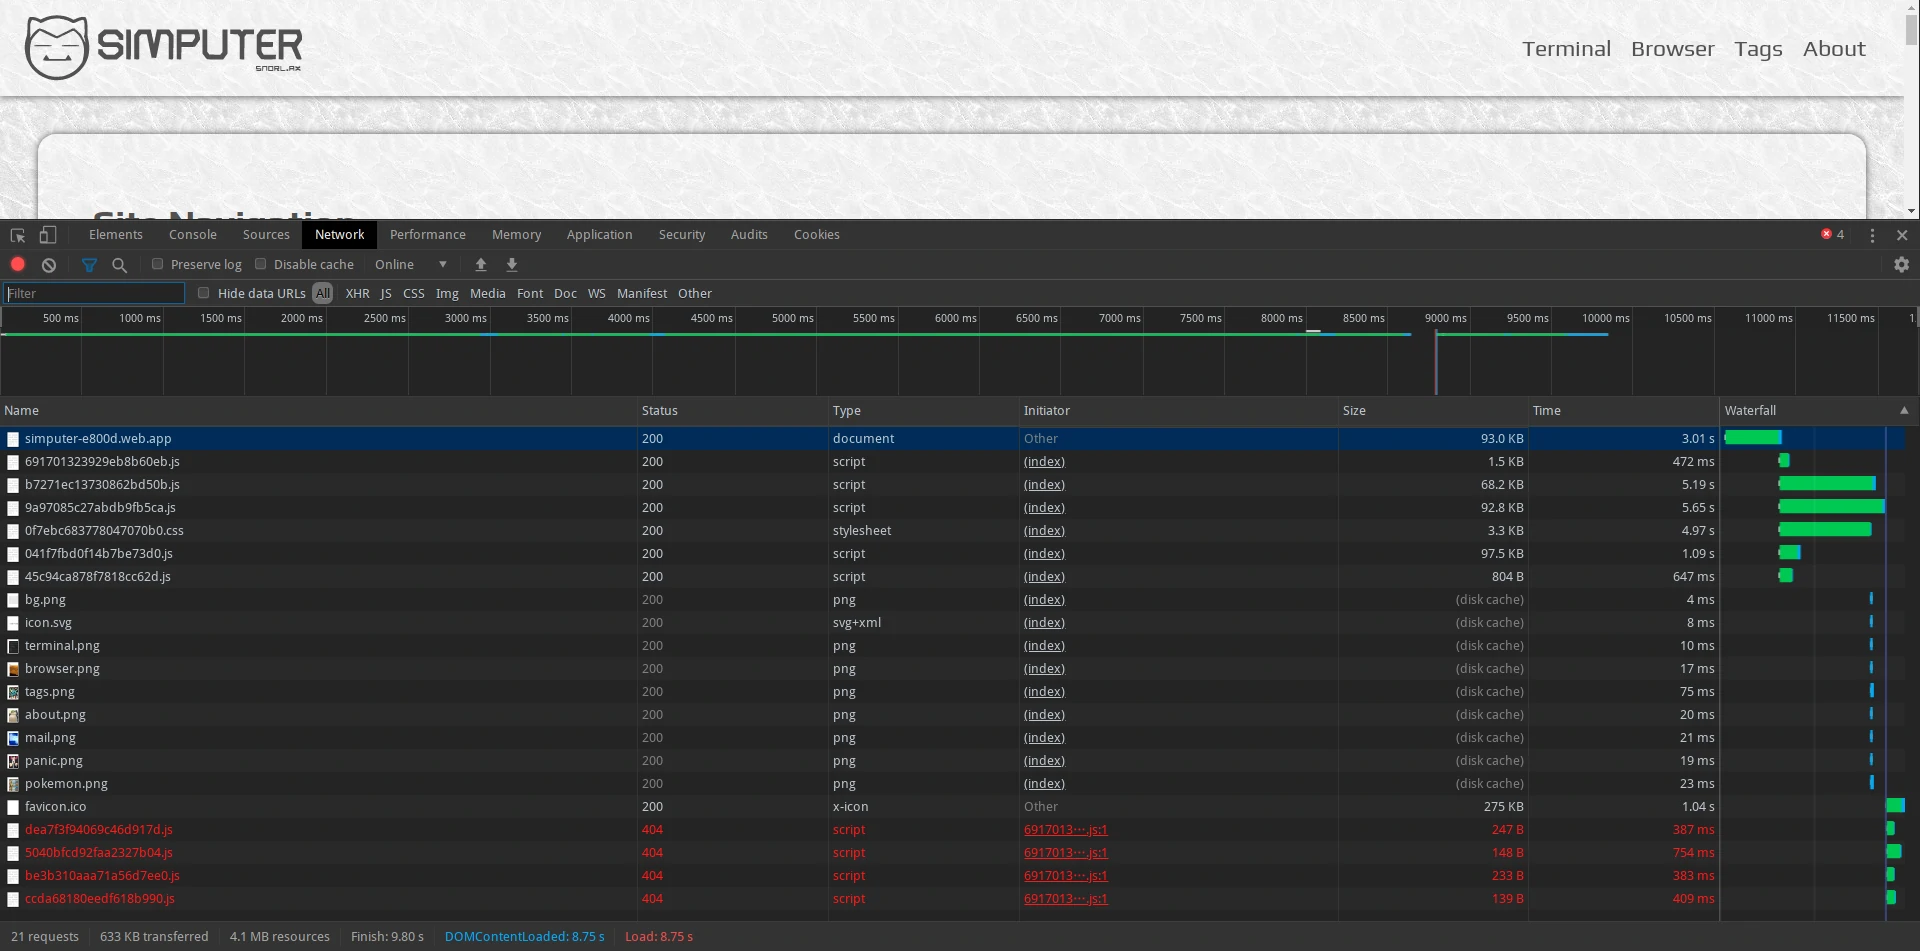 SIMPUTER
SNORL.AX
Terminal Browser Tags About
Site Navigation
Elements Console Sources Network Performance Memory Application Security Audits Cookies 4
Preserve log Disable cache Online
Filter Hide data URLs All XHR JS CSS Img Media Font Doc WS Manifest Other
500 ms 1000 ms 1500 ms 2000 ms 2500 ms 3000 ms 3500 ms 4000 ms 4500 ms 5000 ms 5500 ms 6000 ms 6500 ms 7000 ms 7500 ms 8000 ms 8500 ms 9000 ms 9500 ms 10000 ms 10500 ms 11000 ms 11500 ms
Name Status Type Initiator Size Time Waterfall
simputer-e800d.web.app 200 document Other 93.0 KB 3.01 s
691701323929eb8b60eb.js 200 script (index) 1.5 KB 472 ms
b7271ec13730862bd50b.js 200 script (index) 68.2 KB 5.19 s
9a97085c27abdb9fb5ca.js 200 script (index) 92.8 KB 5.65 s
0f7ebc683778047070b0.css 200 stylesheet (index) 3.3 KB 4.97 s
041f7fbd0f14b7be73d0.js 200 script (index) 97.5 KB 1.09 s
45c94ca878f7818cc62d.js 200 script (index) 804 B 647 ms
bg.png 200 png (index) (disk cache) 4 ms
icon.svg 200 svg+xml (index) (disk cache) 8 ms
terminal.png 200 png (index) (disk cache) 10 ms
browser.png 200 png (index) (disk cache) 17 ms
tags.png 200 png (index) (disk cache) 75 ms
about.png 200 png (index) (disk cache) 20 ms
mail.png 200 png (index) (disk cache) 21 ms
panic.png 200 png (index) (disk cache) 19 ms
pokemon.png 200 png (index) (disk cache) 23 ms
favicon.ico 200 x-icon Other 275 KB 1.04 s
dea7f3f94069c46d917d.js 404 script 6917013···.js:1 247 B 387 ms
5040bfcd92faa2327b04.js 404 script 6917013···.js:1 148 B 754 ms
be3b310aaa71a56d7ee0.js 404 script 6917013···.js:1 233 B 383 ms
ccda68180eedf618b990.js 404 script 6917013···.js:1 139 B 409 ms
21 requests 633 KB transferred 4.1 MB resources Finish: 9.80 s DOMContentLoaded: 8.75 s Load: 8.75 s